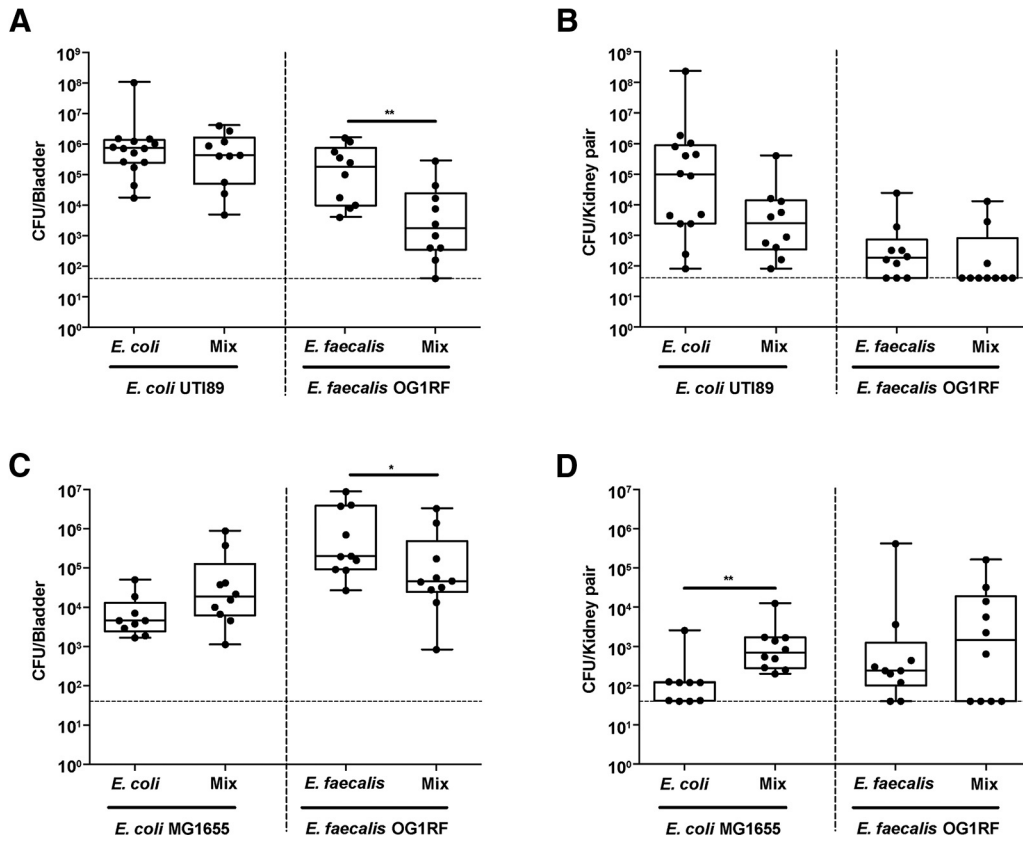 A
CFU/Bladder
10⁹
10⁸
10⁷
10⁶
10⁵
10⁴
10³
10²
10¹
10⁰
**
E. coli Mix E. faecalis Mix
E. coli UTI89 E. faecalis OG1RF
B
CFU/Kidney pair
10⁹
10⁸
10⁷
10⁶
10⁵
10⁴
10³
10²
10¹
10⁰
E. coli Mix E. faecalis Mix
E. coli UTI89 E. faecalis OG1RF
C
CFU/Bladder
10⁷
10⁶
10⁵
10⁴
10³
10²
10¹
10⁰
*
E. coli Mix E. faecalis Mix
E. coli MG1655 E. faecalis OG1RF
D
CFU/Kidney pair
10⁷
10⁶
10⁵
10⁴
10³
10²
10¹
10⁰
**
E. coli Mix E. faecalis Mix
E. coli MG1655 E. faecalis OG1RF